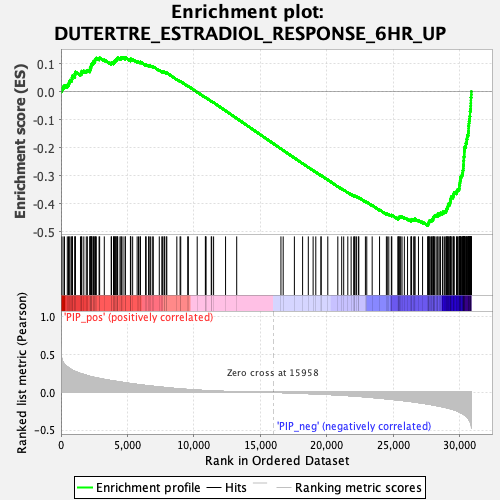 Enrichment plot:
DUTERTRE_ESTRADIOL_RESPONSE_6HR_UP
Enrichment score (ES)
0.1
0.0
-0.1
-0.2
-0.3
-0.4
-0.5
'PIP_pos' (positively correlated)
Ranked list metric (Pearson)
1.0
0.5
0.0
-0.5
Zero cross at 15958
'PIP_neg' (negatively correlated)
0
5,000
10,000
15,000
20,000
25,000
30,000
Rank in Ordered Dataset
Enrichment profile
Hits
Ranking metric scores